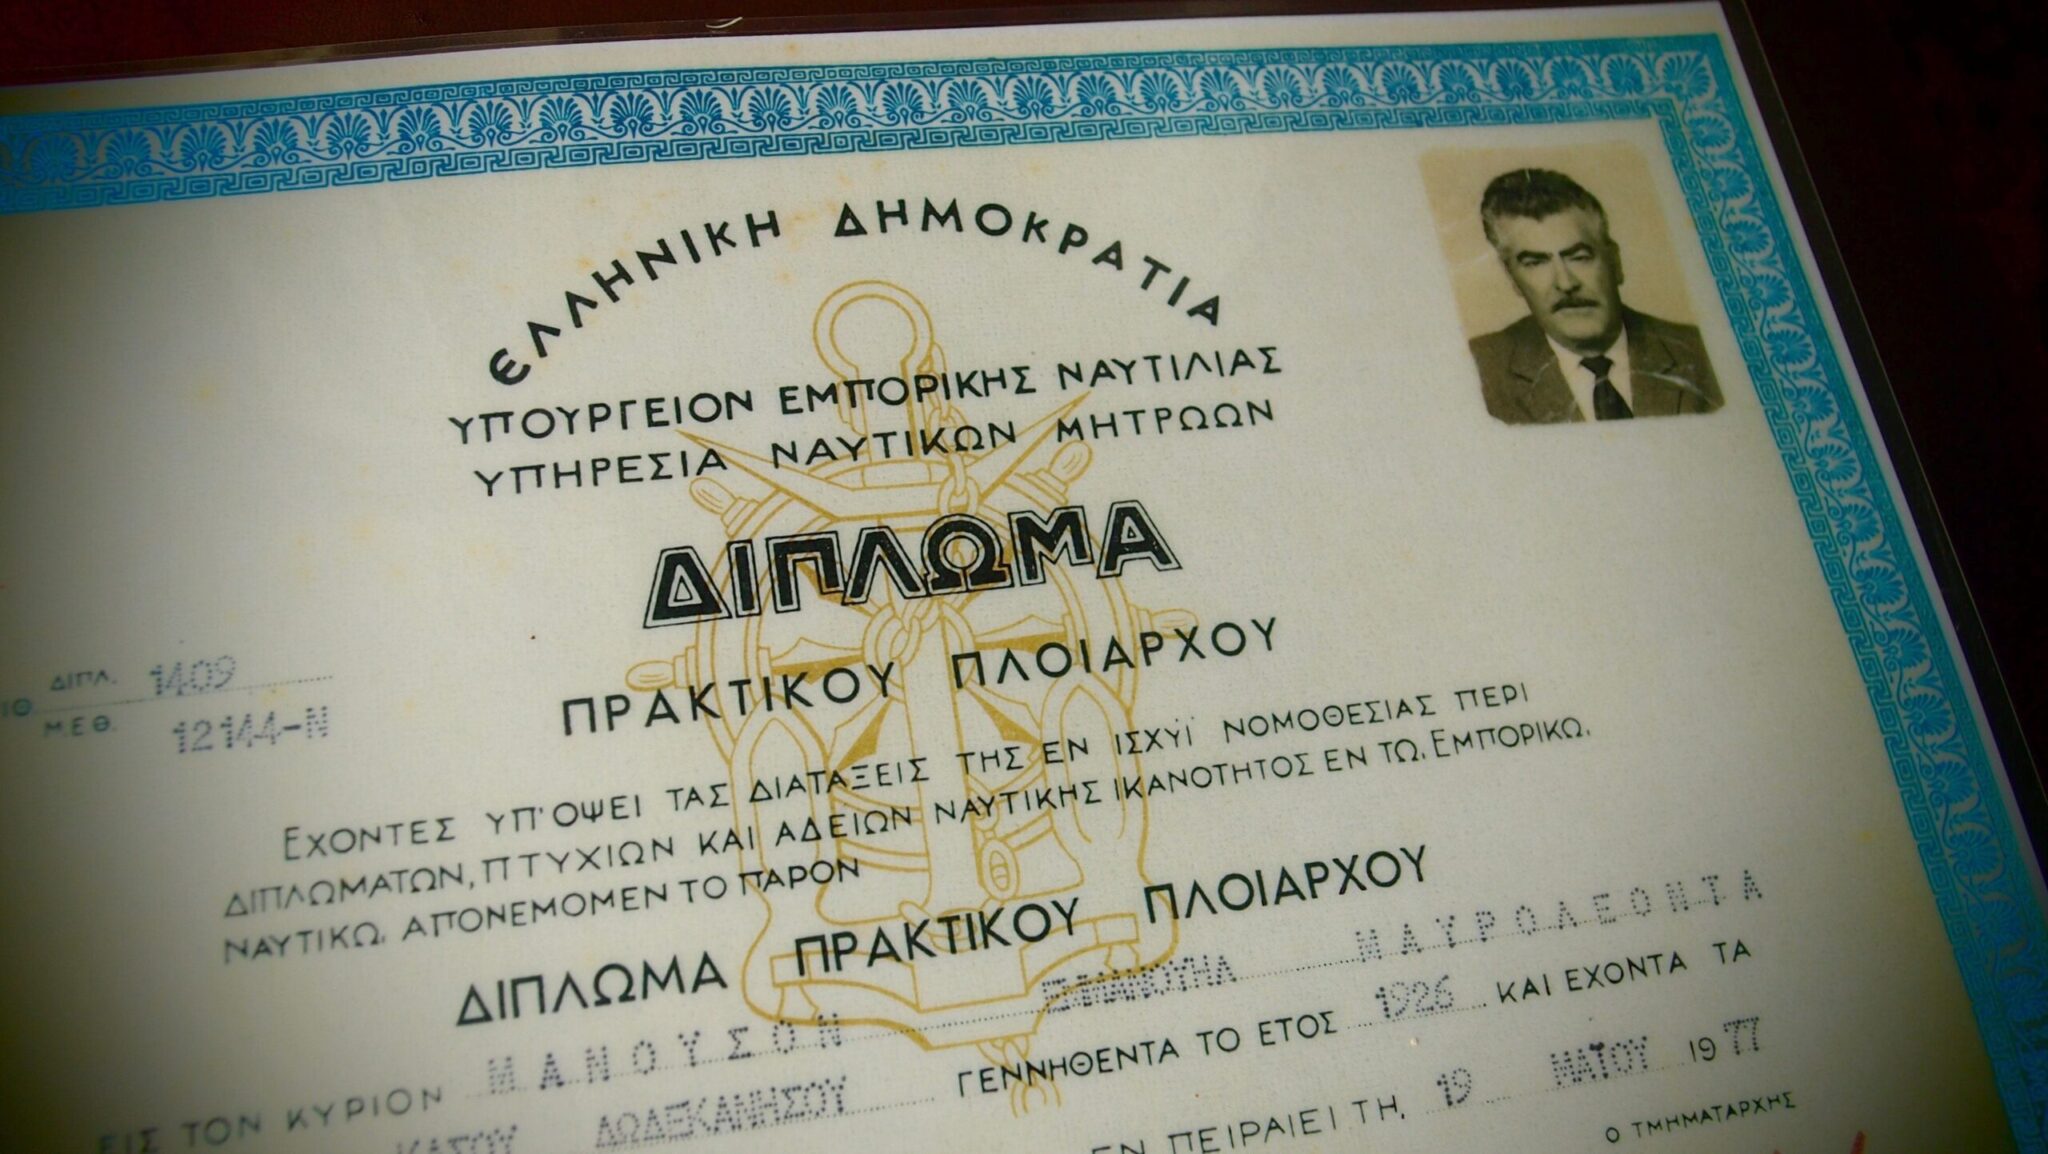 ΕΛΛΗΝΙΚΗ ΔΗΜΟΚΡΑΤΙΑ
ΥΠΟΥΡΓΕΙΟΝ ΕΜΠΟΡΙΚΗΣ ΝΑΥΤΙΛΙΑΣ
ΥΠΗΡΕΣΙΑ ΝΑΥΤΙΚΩΝ ΜΗΤΡΩΩΝ
ΔΙΠΛΩΜΑ
ΠΡΑΚΤΙΚΟΥ ΠΛΟΙΑΡΧΟΥ
ΔΙΠΛ. 1409
Μ.Ε.Θ. 12144-Ν
ΕΧΟΝΤΕΣ ΥΠ'ΟΨΕΙ ΤΑΣ ΔΙΑΤΑΞΕΙΣ ΤΗΣ ΕΝ ΙΣΧΥΪ ΝΟΜΟΘΕΣΙΑΣ ΠΕΡΙ
ΔΙΠΛΩΜΑΤΩΝ, ΠΤΥΧΙΩΝ ΚΑΙ ΑΔΕΙΩΝ ΝΑΥΤΙΚΗΣ ΙΚΑΝΟΤΗΤΟΣ ΕΝ ΤΩ, ΕΜΠΟΡΙΚΩ,
ΝΑΥΤΙΚΩ, ΑΠΟΝΕΜΟΜΕΝ ΤΟ ΠΑΡΟΝ
ΔΙΠΛΩΜΑ ΠΡΑΚΤΙΚΟΥ ΠΛΟΙΑΡΧΟΥ
ΕΙΣ ΤΟΝ ΚΥΡΙΟΝ ΜΑΝΟΥΣΟΝ ΕΜΜΑΝΟΥΗΛ ΜΑΥΡΟΛΕΟΝΤΑ
ΚΑΣΟΥ ΔΩΔΕΚΑΝΗΣΟΥ ΓΕΝΝΗΘΕΝΤΑ ΤΟ ΕΤΟΣ 1926 ΚΑΙ ΕΧΟΝΤΑ ΤΑ
ΕΝ ΠΕΙΡΑΙΕΙ ΤΗ, 19 ΜΑΪΟΥ 1977
Ο ΤΜΗΜΑΤΑΡΧΗΣ